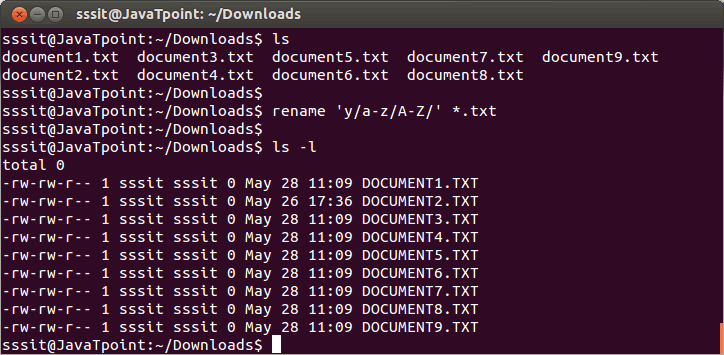 sssit@JavaTpoint: ~/Downloads
sssit@JavaTpoint:~/Downloads$ ls
document1.txt  document3.txt  document5.txt  document7.txt  document9.txt
document2.txt  document4.txt  document6.txt  document8.txt
sssit@JavaTpoint:~/Downloads$
sssit@JavaTpoint:~/Downloads$ rename 'y/a-z/A-Z/' *.txt
sssit@JavaTpoint:~/Downloads$
sssit@JavaTpoint:~/Downloads$ ls -l
total 0
-rw-rw-r-- 1 sssit sssit 0 May 28 11:09 DOCUMENT1.TXT
-rw-rw-r-- 1 sssit sssit 0 May 26 17:36 DOCUMENT2.TXT
-rw-rw-r-- 1 sssit sssit 0 May 28 11:09 DOCUMENT3.TXT
-rw-rw-r-- 1 sssit sssit 0 May 28 11:09 DOCUMENT4.TXT
-rw-rw-r-- 1 sssit sssit 0 May 28 11:09 DOCUMENT5.TXT
-rw-rw-r-- 1 sssit sssit 0 May 28 11:09 DOCUMENT6.TXT
-rw-rw-r-- 1 sssit sssit 0 May 28 11:09 DOCUMENT7.TXT
-rw-rw-r-- 1 sssit sssit 0 May 28 11:09 DOCUMENT8.TXT
-rw-rw-r-- 1 sssit sssit 0 May 28 11:09 DOCUMENT9.TXT
sssit@JavaTpoint:~/Downloads$